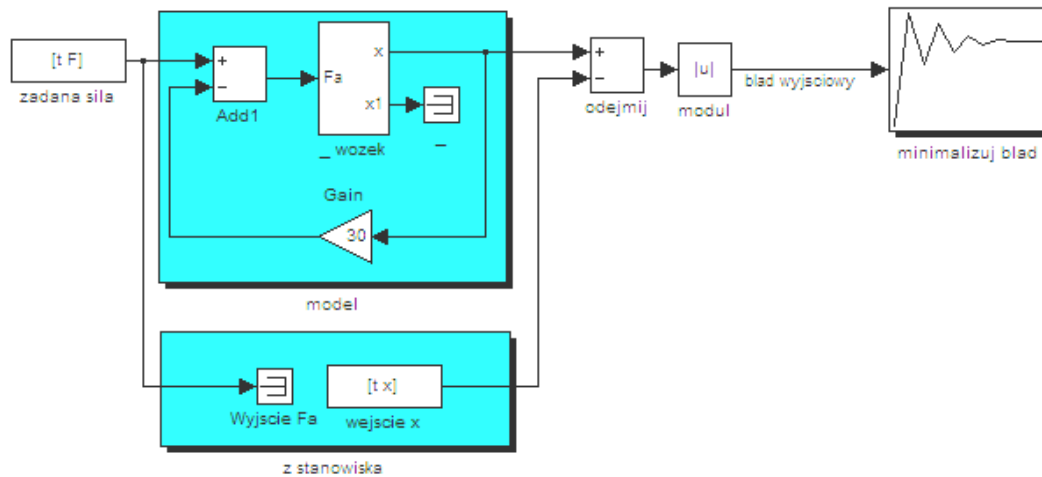 [t F]
zadana sila
+
−
Add1
Fa
x
x1
_ wozek
_
Gain
30
model
+
−
odejmij
|u|
modul
blad wyjsciowy
minimalizuj blad
Wyjscie Fa
[t x]
wejscie x
z stanowiska